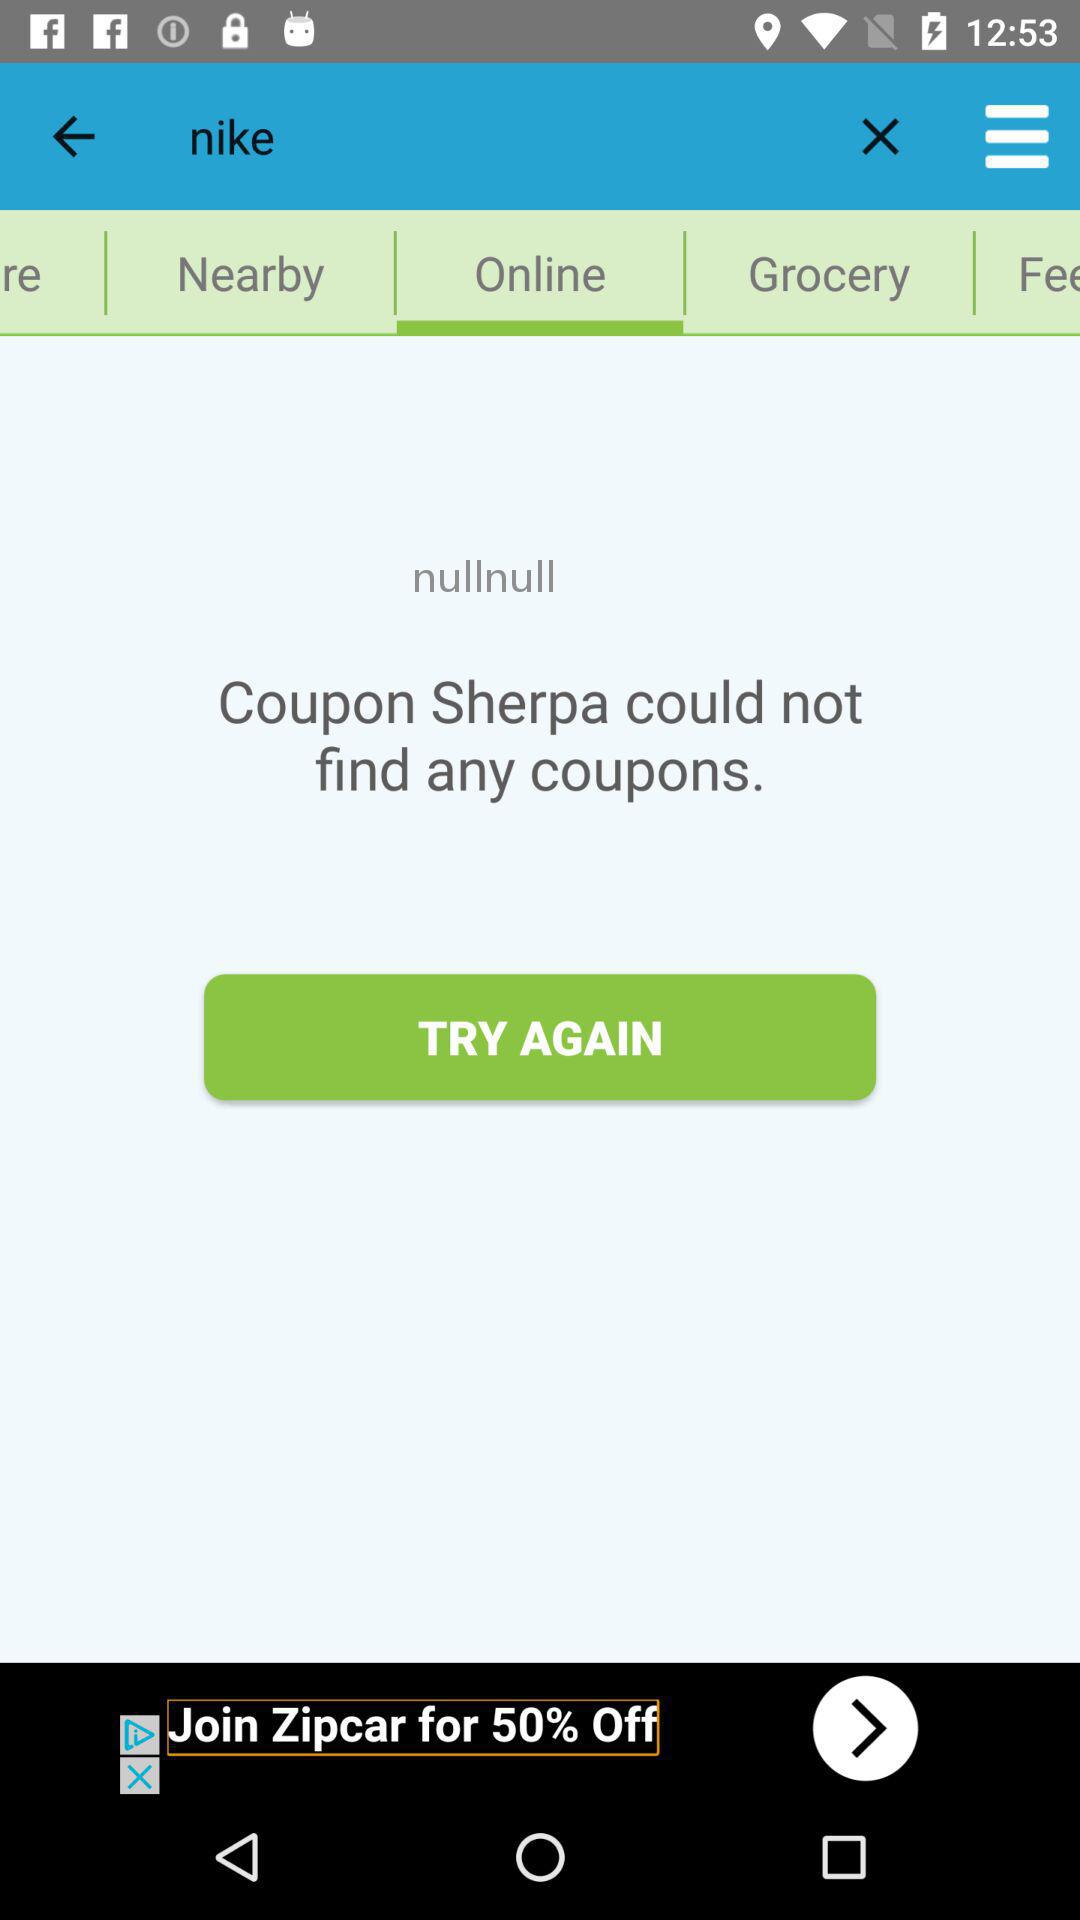 12:53
nike
re Nearby Online Grocery Fee
nullnull
Coupon Sherpa could not
find any coupons.
TRY AGAIN
Join Zipcar for 50% Off